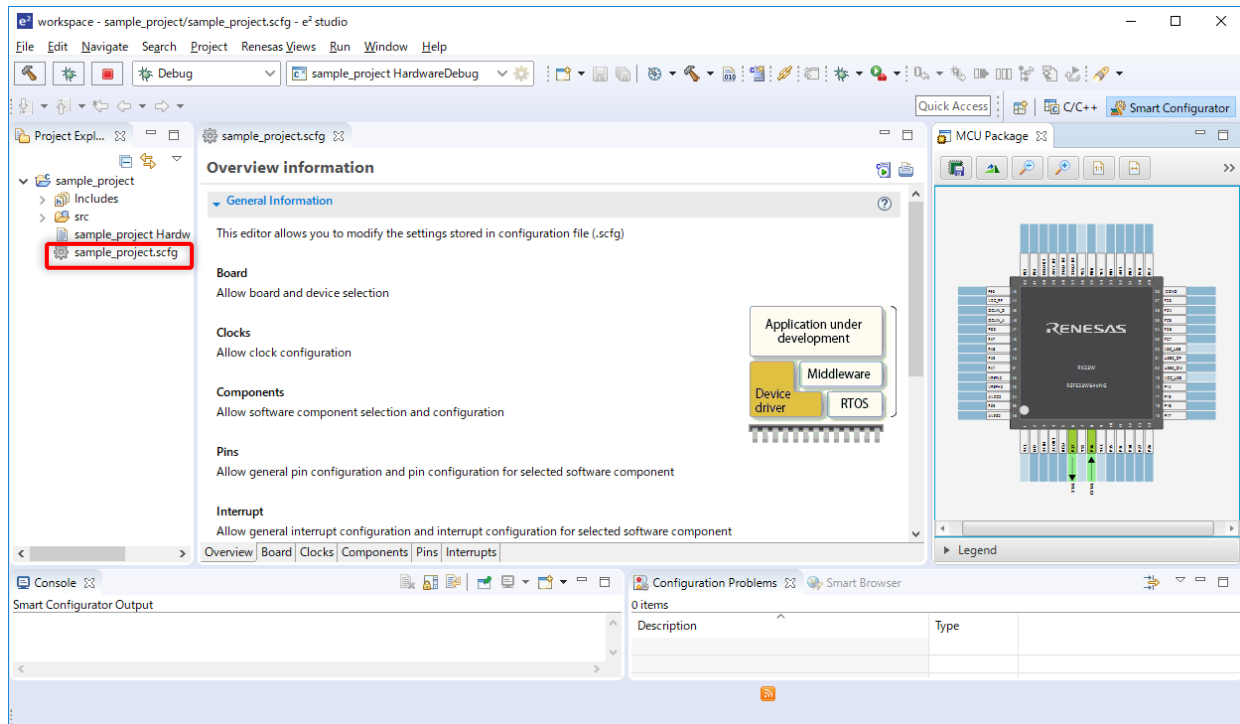 workspace - sample_project/sample_project.scfg - e² studio
File Edit Navigate Search Project Renesas Views Run Window Help
Debug
sample_project HardwareDebug
Quick Access
C/C++
Smart Configurator
Project Expl...
sample_project
Includes
src
sample_project Hardw
sample_project.scfg
sample_project.scfg
Overview information
General Information
This editor allows you to modify the settings stored in configuration file (.scfg)
Board
Allow board and device selection
Clocks
Allow clock configuration
Components
Allow software component selection and configuration
Pins
Allow general pin configuration and pin configuration for selected software component
Interrupt
Allow general interrupt configuration and interrupt configuration for selected software component
Application under
development
Middleware
Device
driver
RTOS
Overview Board Clocks Components Pins Interrupts
MCU Package
RENESAS
Legend
Console
Smart Configurator Output
Configuration Problems
Smart Browser
0 items
Description
Type